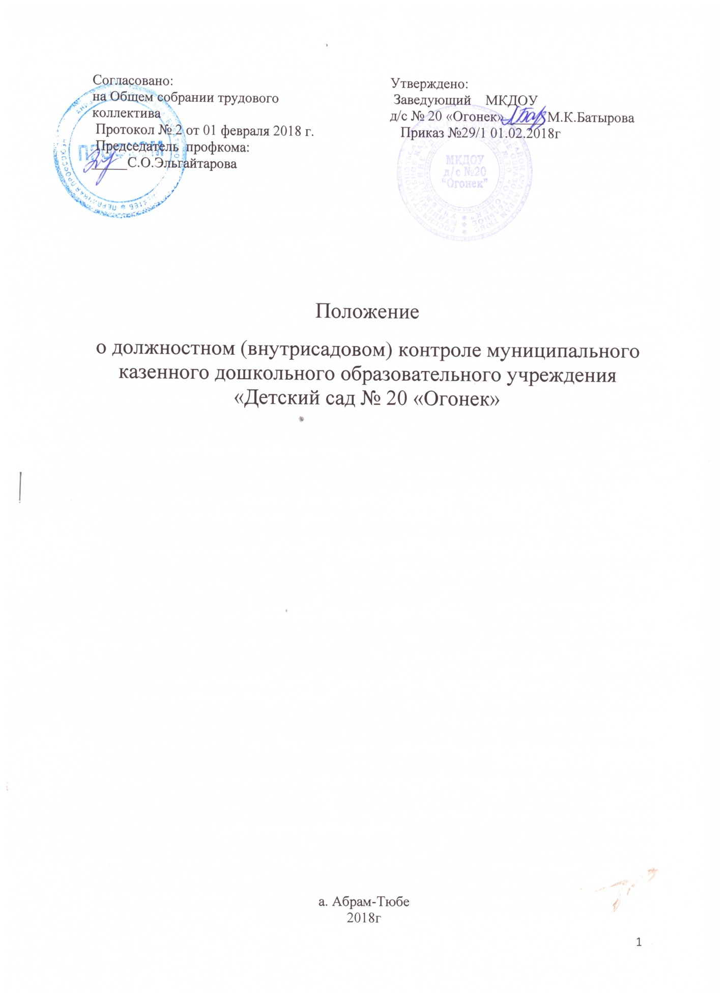 Согласовано:
на Общем собрании трудового
коллектива
Протокол № 2 от 01 февраля 2018 г.
Председатель профкома:
_____С.О.Эльгайтарова
ПРОФКОМ
Утверждено:
Заведующий МКДОУ
д/с № 20 «Огонек»______М.К.Батырова
Приказ №29/1 01.02.2018г
МКДОУ
д/с №20
“Огонек”
Положение
о должностном (внутрисадовом) контроле муниципального
казенного дошкольного образовательного учреждения
«Детский сад № 20 «Огонек»
а. Абрам-Тюбе
2018г
1